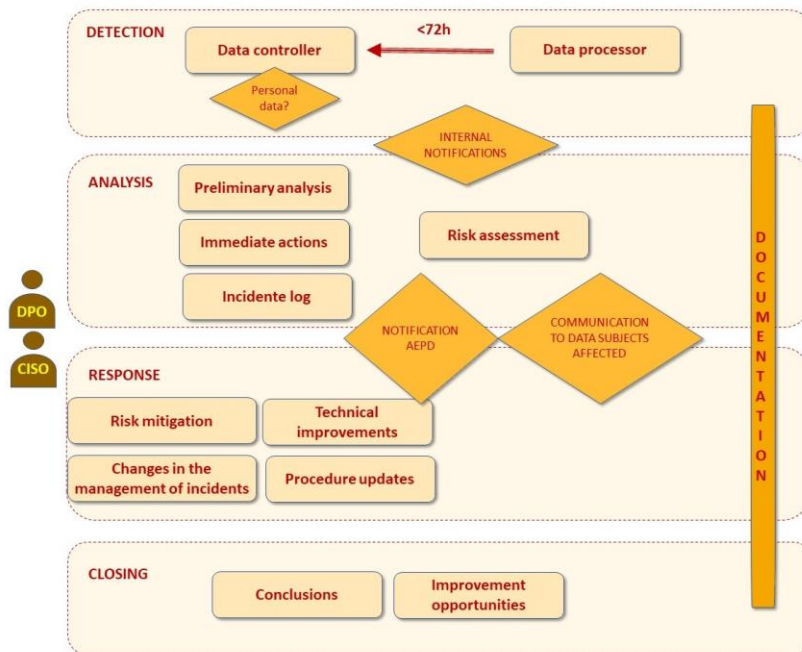 DETECTION
Data controller
<72h
Data processor
Personal
data?
INTERNAL
NOTIFICATIONS
ANALYSIS
Preliminary analysis
Immediate actions
Risk assessment
Incidente log
DPO
CISO
NOTIFICATION
AEPD
COMMUNICATION
TO DATA SUBJECTS
AFFECTED
RESPONSE
Risk mitigation
Technical
improvements
Changes in the
management of incidents
Procedure updates
CLOSING
Conclusions
Improvement
opportunities
DOCUMENTATION